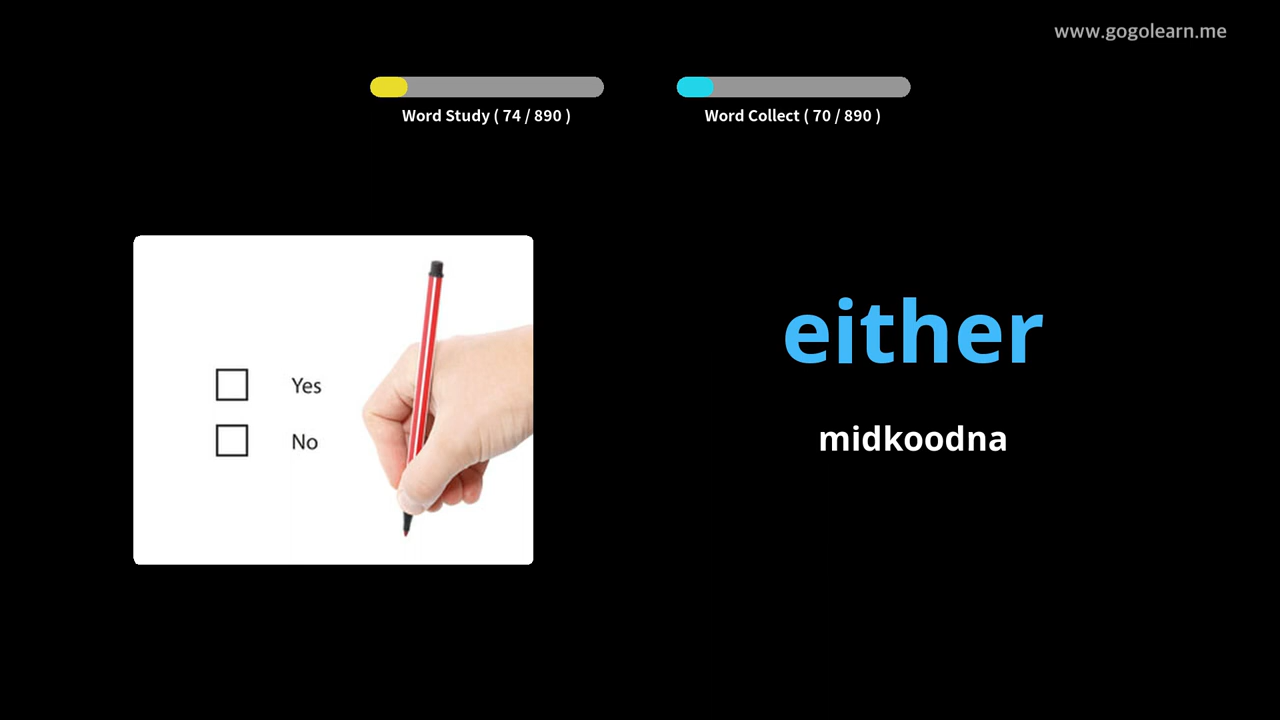 www.gogolearn.me
Word Study ( 74 / 890 )
Word Collect ( 70 / 890 )
Yes
No
either
midkoodna